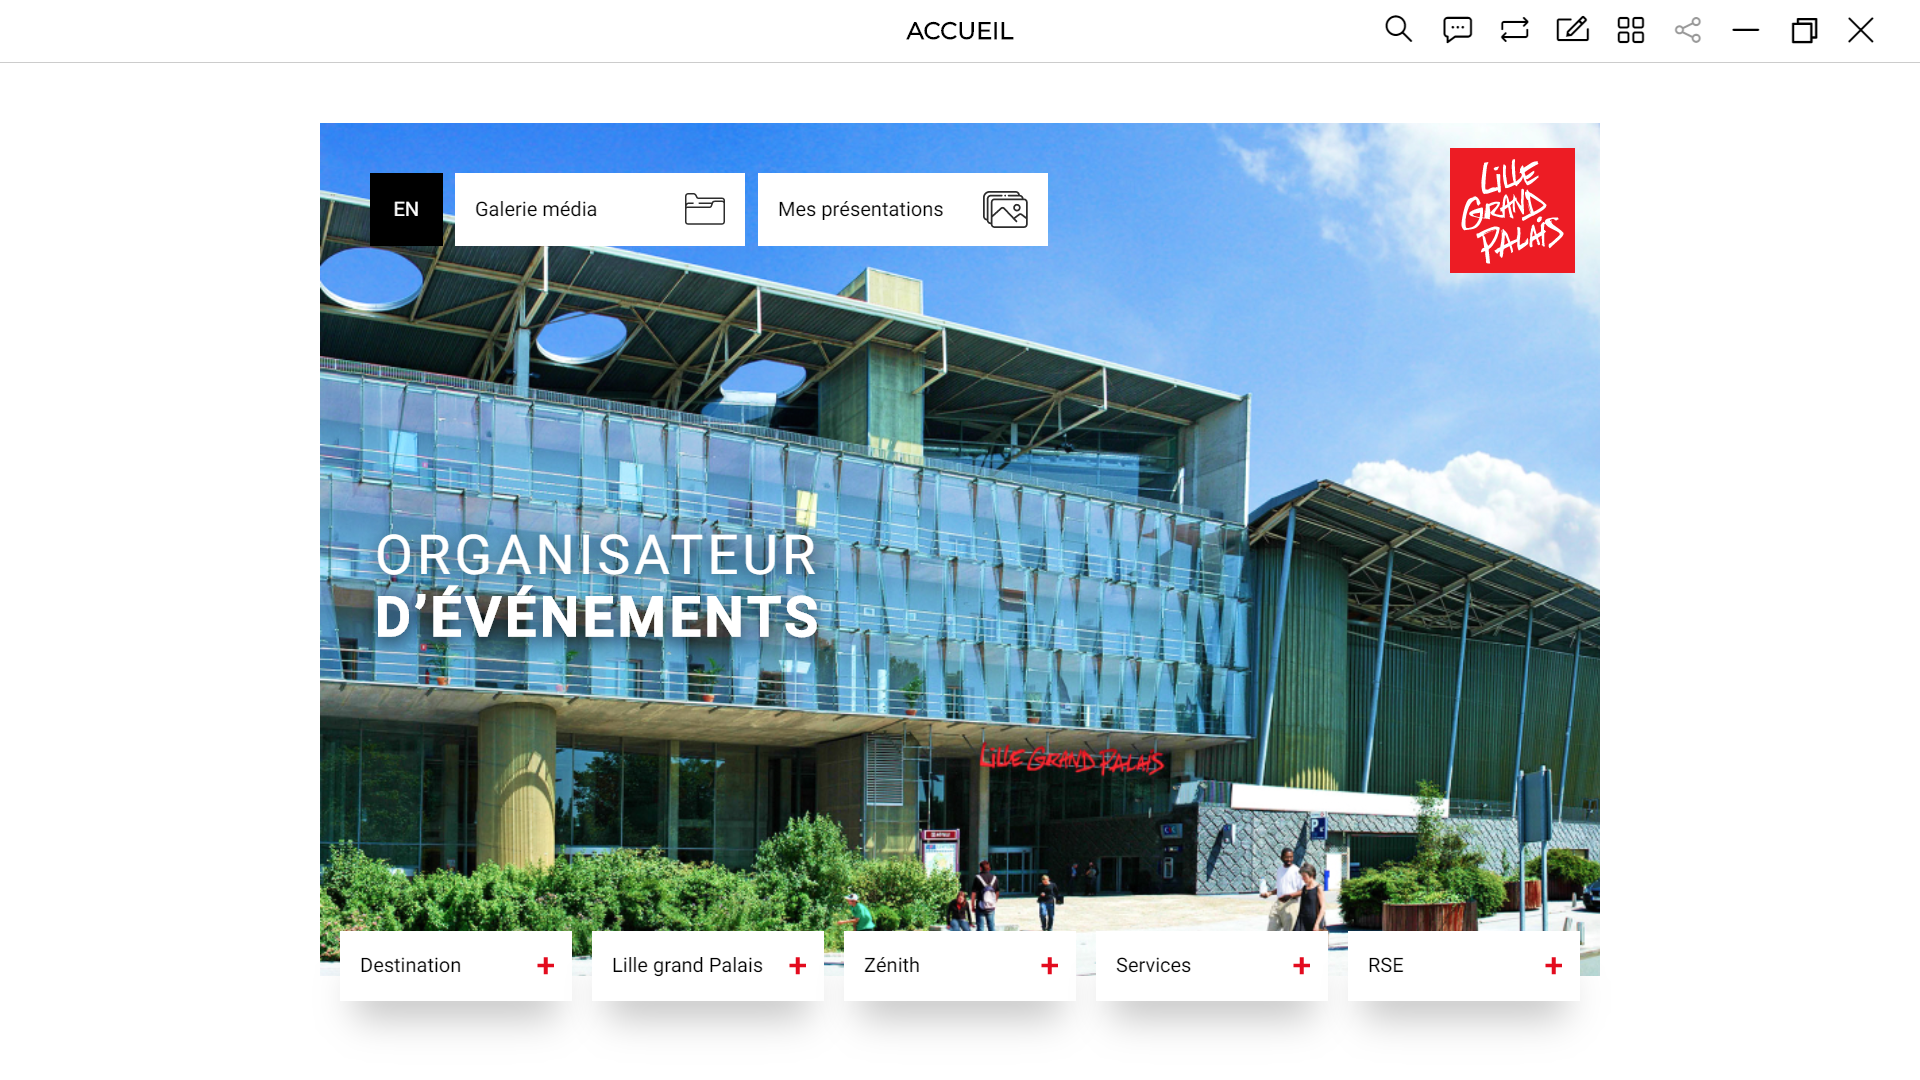 ACCUEIL
EN
Galerie média
Mes présentations
LiLLE
GRAND
PALAiS
ORGANISATEUR
D’ÉVÉNEMENTS
LiLLE GRAND PALAiS
P
Destination
Lille grand Palais
Zénith
Services
RSE